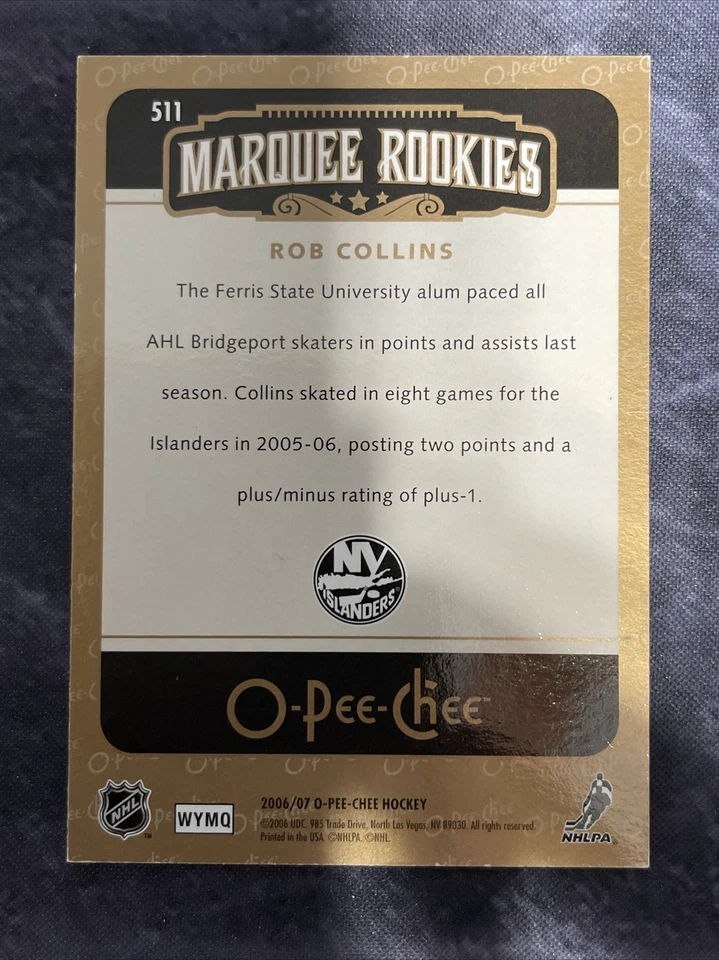 511
MARQUEE ROOKIES
ROB COLLINS
The Ferris State University alum paced all
AHL Bridgeport skaters in points and assists last
season. Collins skated in eight games for the
Islanders in 2005-06, posting two points and a
plus/minus rating of plus-1.
NY
ISLANDERS
O-Pee-Chee™
NHL
TM
WYMQ
2006/07 O-PEE-CHEE HOCKEY
©2006 UDC. 985 Trade Drive, North Las Vegas, NV 89030. All rights reserved.
Printed in the USA. ©NHLPA. ©NHL.
NHLPA